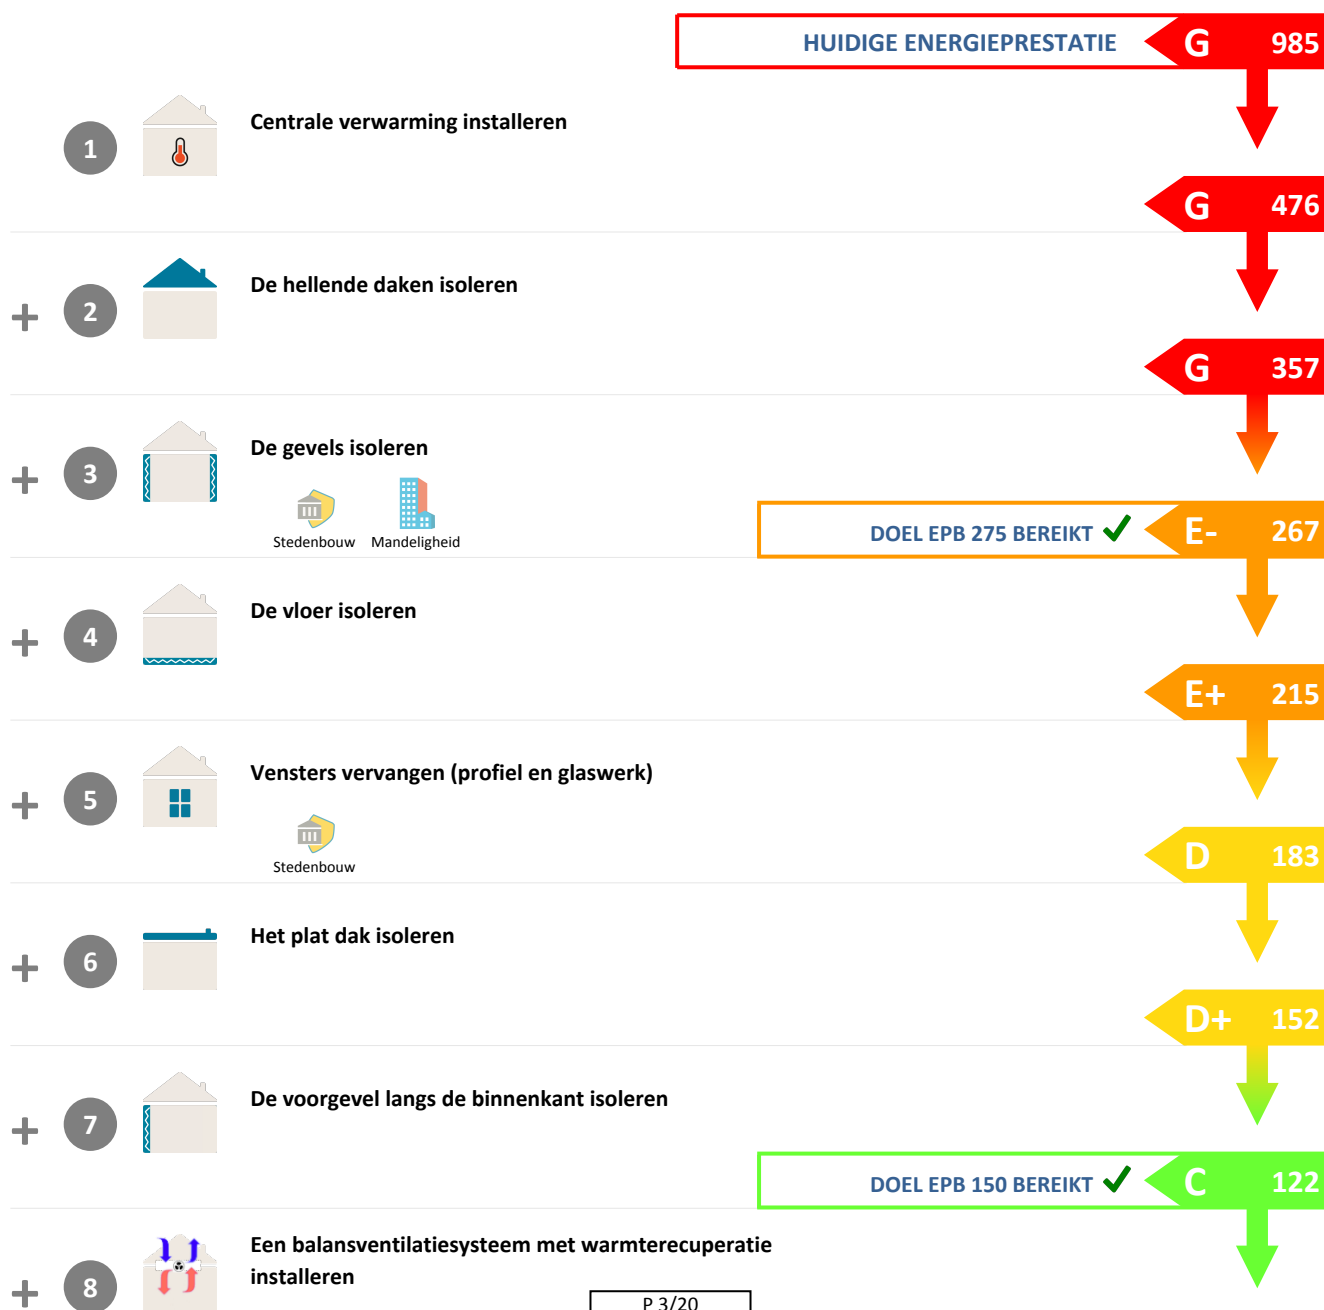 HUIDIGE ENERGIEPRESTATIE G 985
1 Centrale verwarming installeren
G 476
+ 2 De hellende daken isoleren
G 357
+ 3 De gevels isoleren
Stedenbouw Mandeligheid
DOEL EPB 275 BEREIKT ✔ E- 267
+ 4 De vloer isoleren
E+ 215
+ 5 Vensters vervangen (profiel en glaswerk)
Stedenbouw
D 183
+ 6 Het plat dak isoleren
D+ 152
+ 7 De voorgevel langs de binnenkant isoleren
DOEL EPB 150 BEREIKT ✔ C 122
+ 8 Een balansventilatiesysteem met warmterecuperatie
installeren
P 3/20